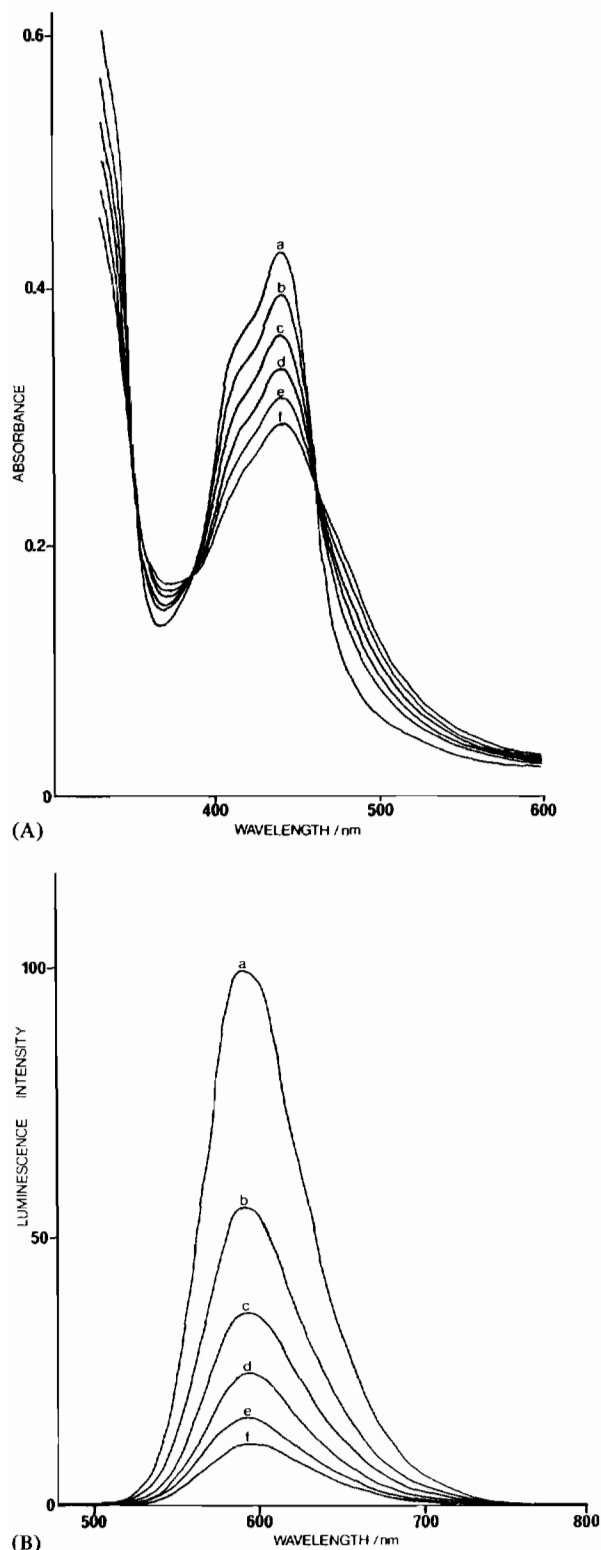 0.6
0.4
0.2
0
ABSORBANCE
a
b
c
d
e
f
400
500
600
WAVELENGTH / nm
(A)
100
50
0
LUMINESCENCE INTENSITY
a
b
c
d
e
f
500
600
700
800
WAVELENGTH / nm
(B)